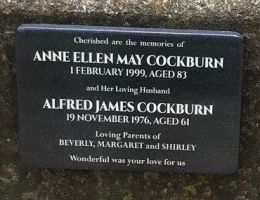 Cherished are the memories of
ANNE ELLEN MAY COCKBURN
1 FEBRUARY 1999, AGED 83
and Her Loving Husband
ALFRED JAMES COCKBURN
19 NOVEMBER 1976, AGED 61
Loving Parents of
BEVERLY, MARGARET and SHIRLEY
Wonderful was your love for us